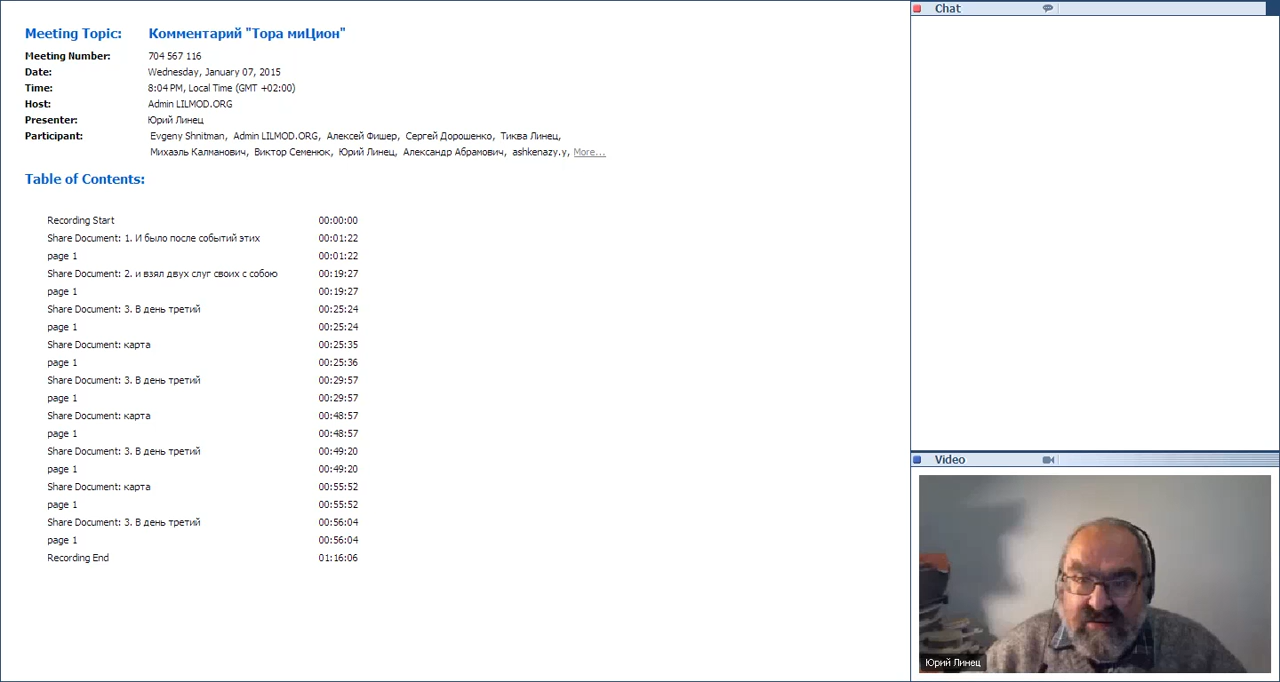 Meeting Topic: Комментарий "Тора миЦион"
Meeting Number: 704 567 116
Date: Wednesday, January 07, 2015
Time: 8:04 PM, Local Time (GMT +02:00)
Host: Admin LILMOD.ORG
Presenter: Юрий Линец
Participant: Evgeny Shnitman, Admin LILMOD.ORG, Алексей Фишер, Сергей Дорошенко, Тиква Линец,
Михаэль Калманович, Виктор Семенюк, Юрий Линец, Александр Абрамович, ashkenazy.y, More...
Table of Contents:
Recording Start 00:00:00
Share Document: 1. И было после событий этих 00:01:22
page 1 00:01:22
Share Document: 2. и взял двух слуг своих с собою 00:19:27
page 1 00:19:27
Share Document: 3. В день третий 00:25:24
page 1 00:25:24
Share Document: карта 00:25:35
page 1 00:25:36
Share Document: 3. В день третий 00:29:57
page 1 00:29:57
Share Document: карта 00:48:57
page 1 00:48:57
Share Document: 3. В день третий 00:49:20
page 1 00:49:20
Share Document: карта 00:55:52
page 1 00:55:52
Share Document: 3. В день третий 00:56:04
page 1 00:56:04
Recording End 01:16:06
Chat
Video
Юрий Линец